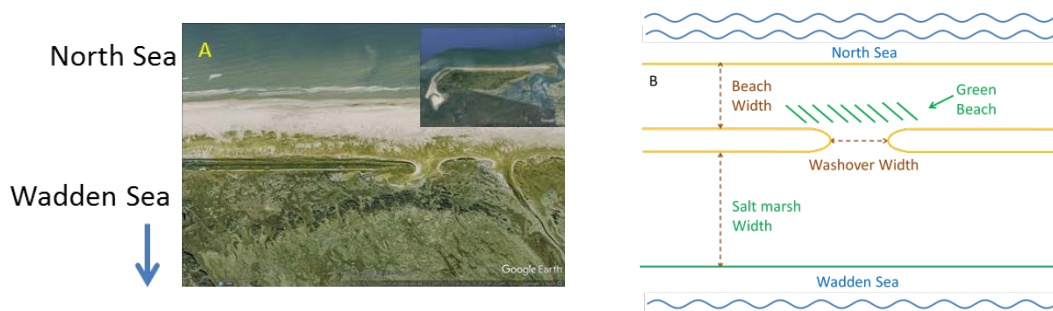 North Sea
Wadden Sea
A
Google Earth
B
North Sea
Beach
Width
Green
Beach
Washover Width
Salt marsh
Width
Wadden Sea